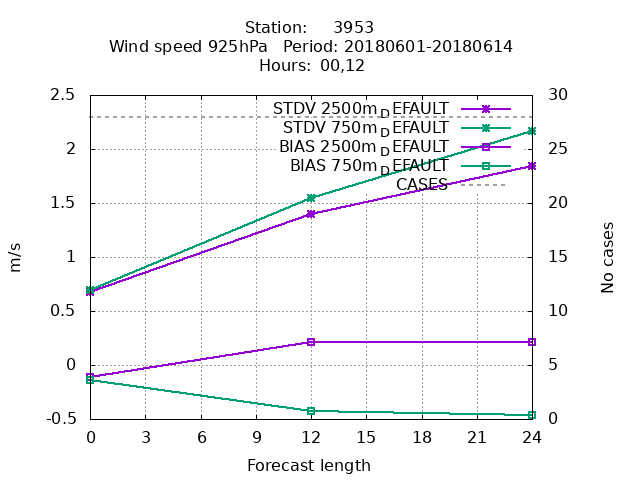 Station: 3953
Wind speed 925hPa Period: 20180601-20180614
Hours: 00,12
2.5
2
1.5
1
0.5
0
-0.5
m/s
30
25
20
15
10
5
0
No cases
STDV 2500m_DEFAULT
STDV 750m_DEFAULT
BIAS 2500m_DEFAULT
BIAS 750m_DEFAULT
CASES
0 3 6 9 12 15 18 21 24
Forecast length